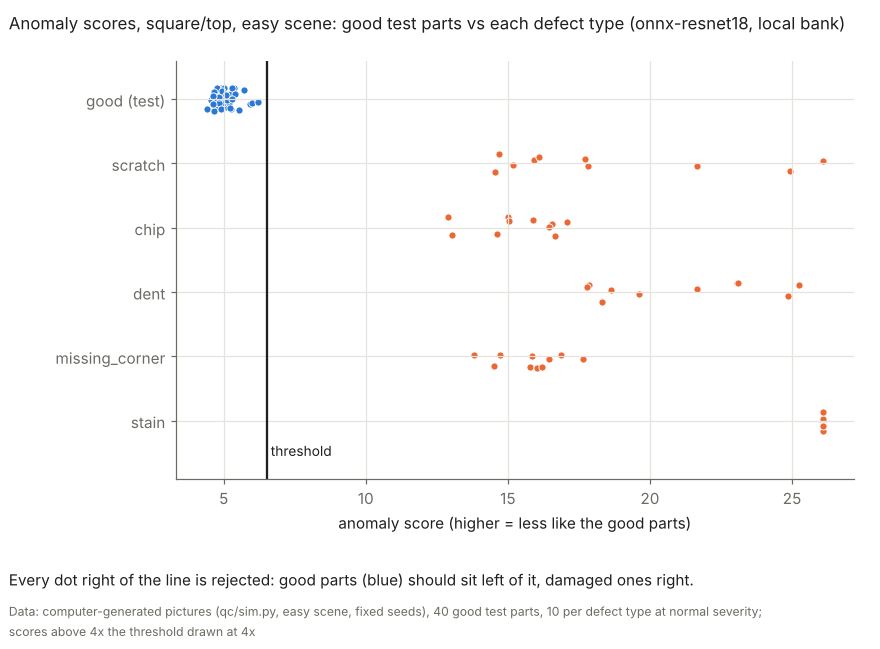 Anomaly scores, square/top, easy scene: good test parts vs each defect type (onnx-resnet18, local bank)
good (test)
scratch
chip
dent
missing_corner
stain
threshold
5 10 15 20 25
anomaly score (higher = less like the good parts)
Every dot right of the line is rejected: good parts (blue) should sit left of it, damaged ones right.
Data: computer-generated pictures (qc/sim.py, easy scene, fixed seeds), 40 good test parts, 10 per defect type at normal severity;
scores above 4x the threshold drawn at 4x